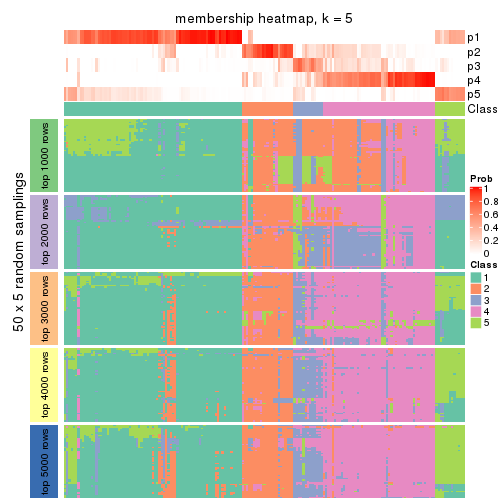 membership heatmap, k = 5
p1
p2
p3
p4
p5
Class
50 x 5 random samplings
top 1000 rows
top 2000 rows
top 3000 rows
top 4000 rows
top 5000 rows
Prob
1
0.8
0.6
0.4
0.2
0
Class
1
2
3
4
5